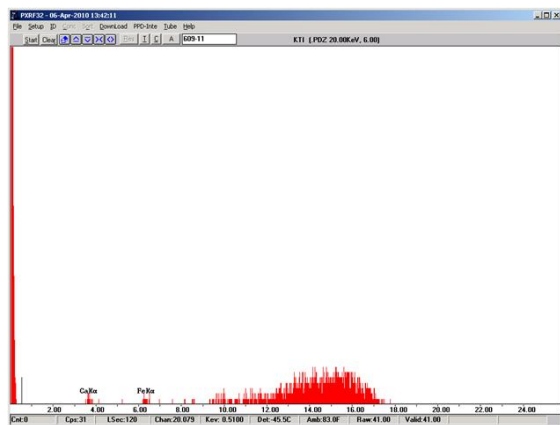 PXRF32 - 06-Apr-2010 13:42:11
File Setup ID Cent Sort DownLoad PPD-Inte Tube Help
Start Clear Res I C A 609-11 KTI (.PDZ 20.00KeV, 6.00)
CaKα FeKα
2.00 4.00 6.00 8.00 10.00 12.00 14.00 16.00 18.00 20.00 22.00 24.00
Cnt:0 Cps:31 LSec:120 Chan:20.079 Kev: 0.5100 Det:-45.5C Amb:83.0F Raw:41.00 Valid:41.00